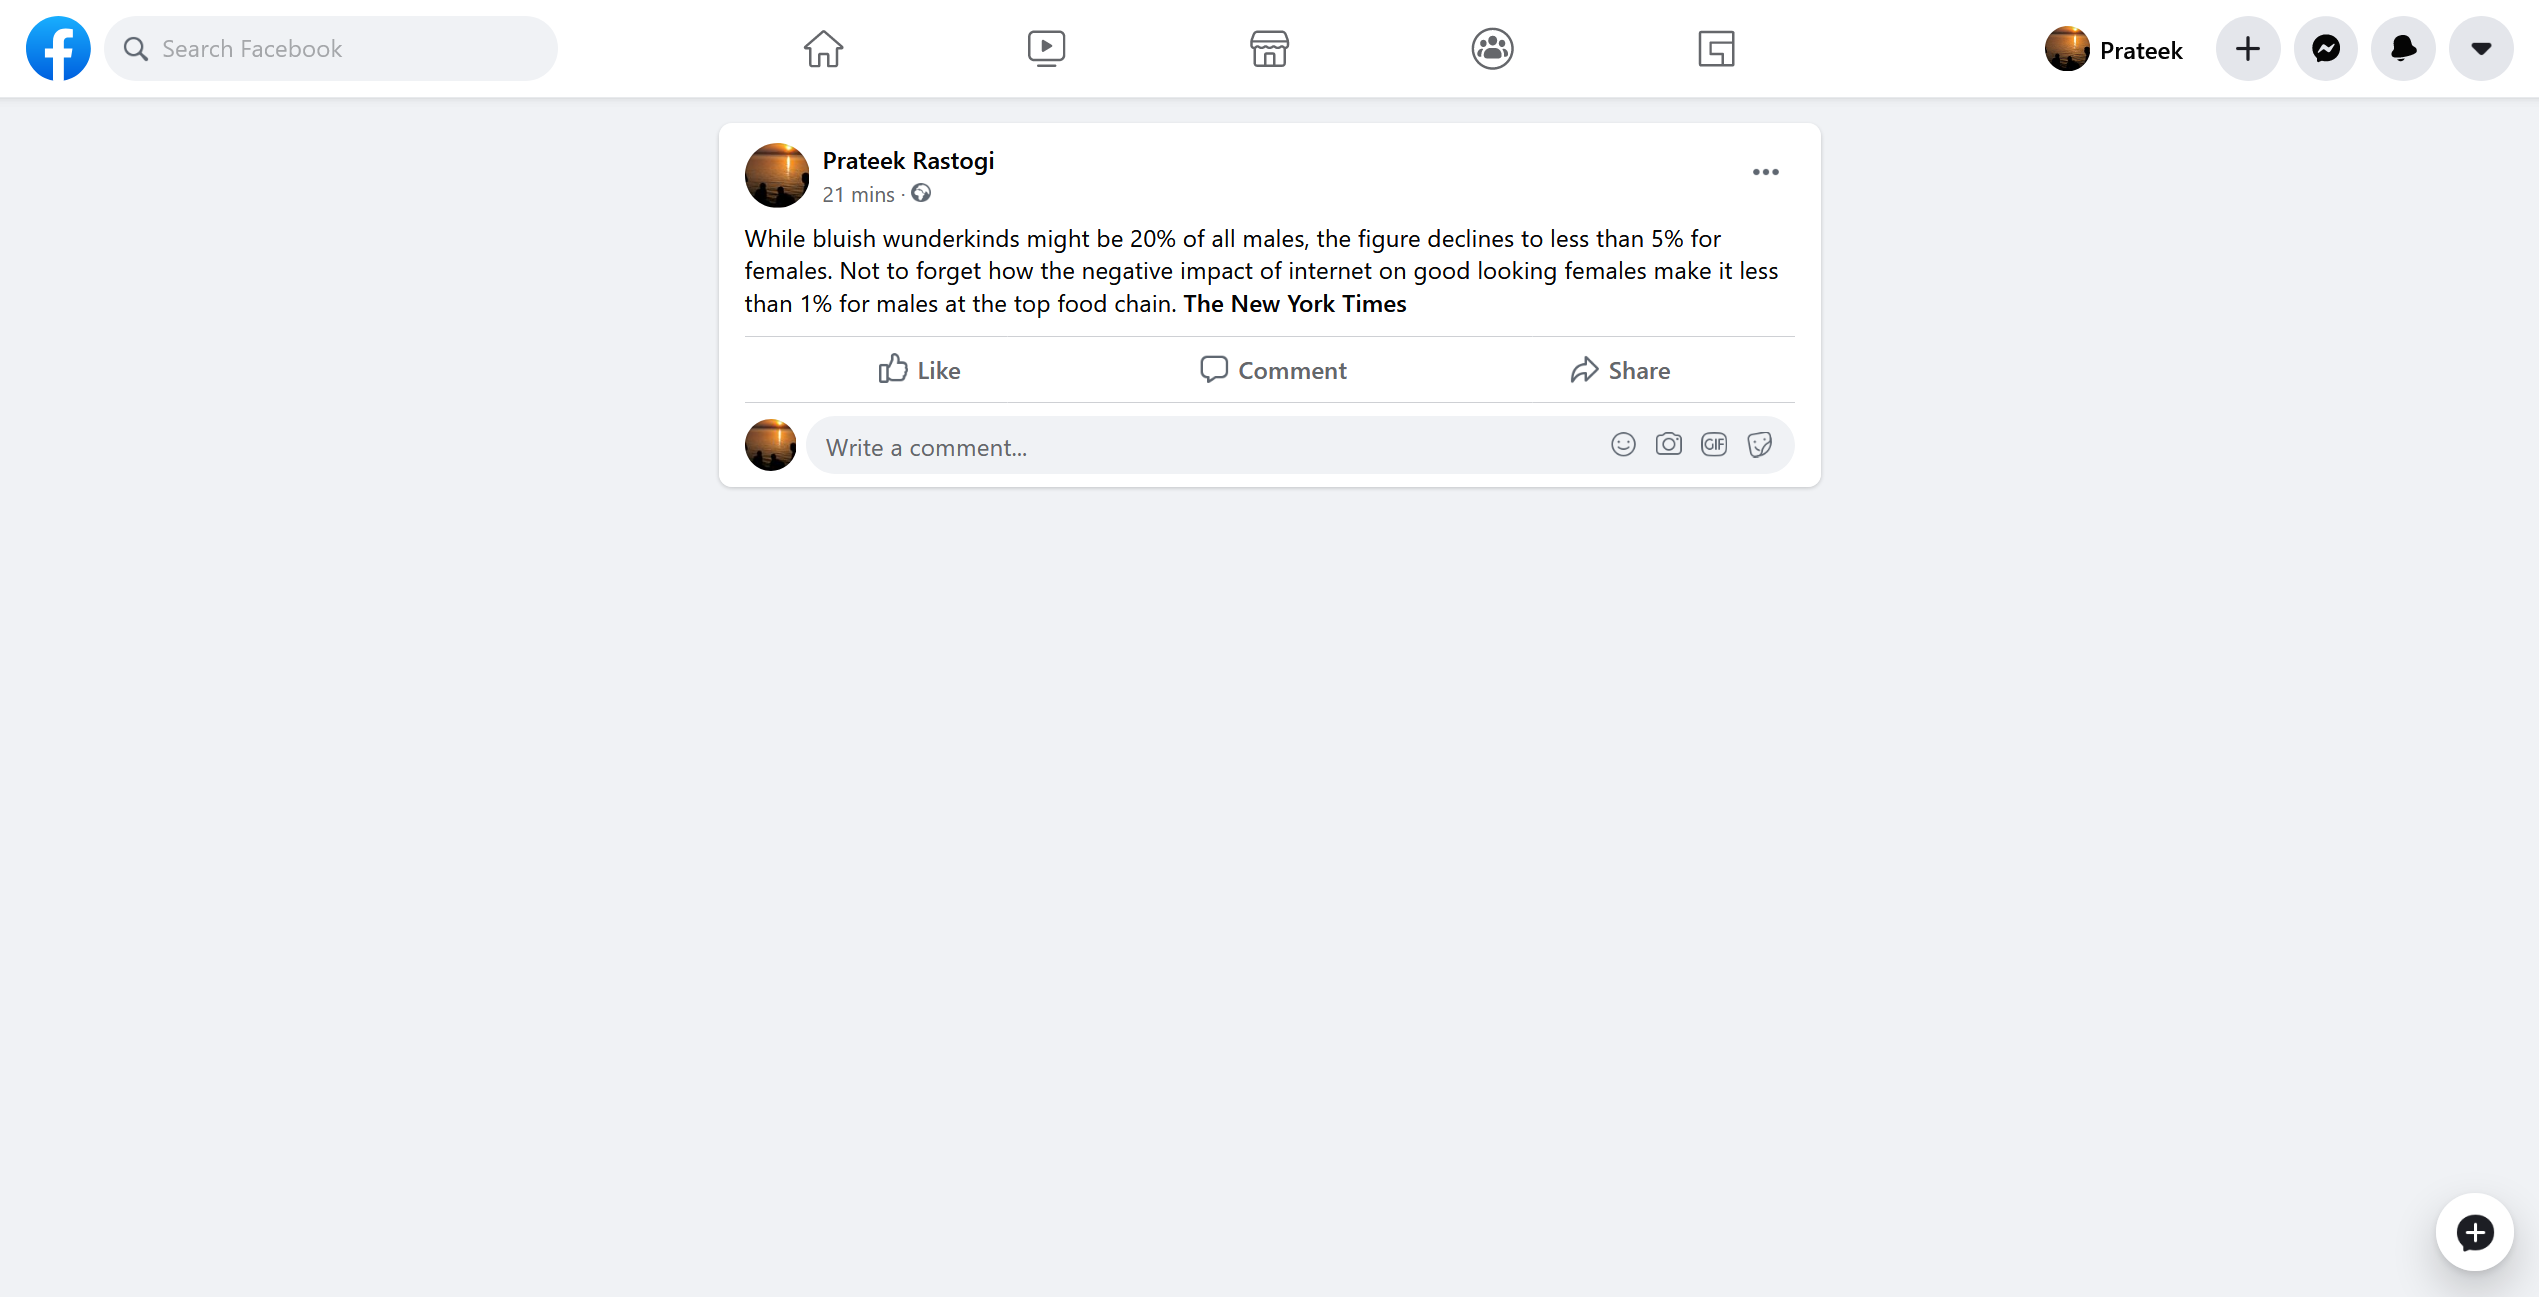 Search Facebook
Prateek
Prateek Rastogi
21 mins ·
While bluish wunderkinds might be 20% of all males, the figure declines to less than 5% for
females. Not to forget how the negative impact of internet on good looking females make it less
than 1% for males at the top food chain. The New York Times
Like Comment Share
Write a comment...
GIF